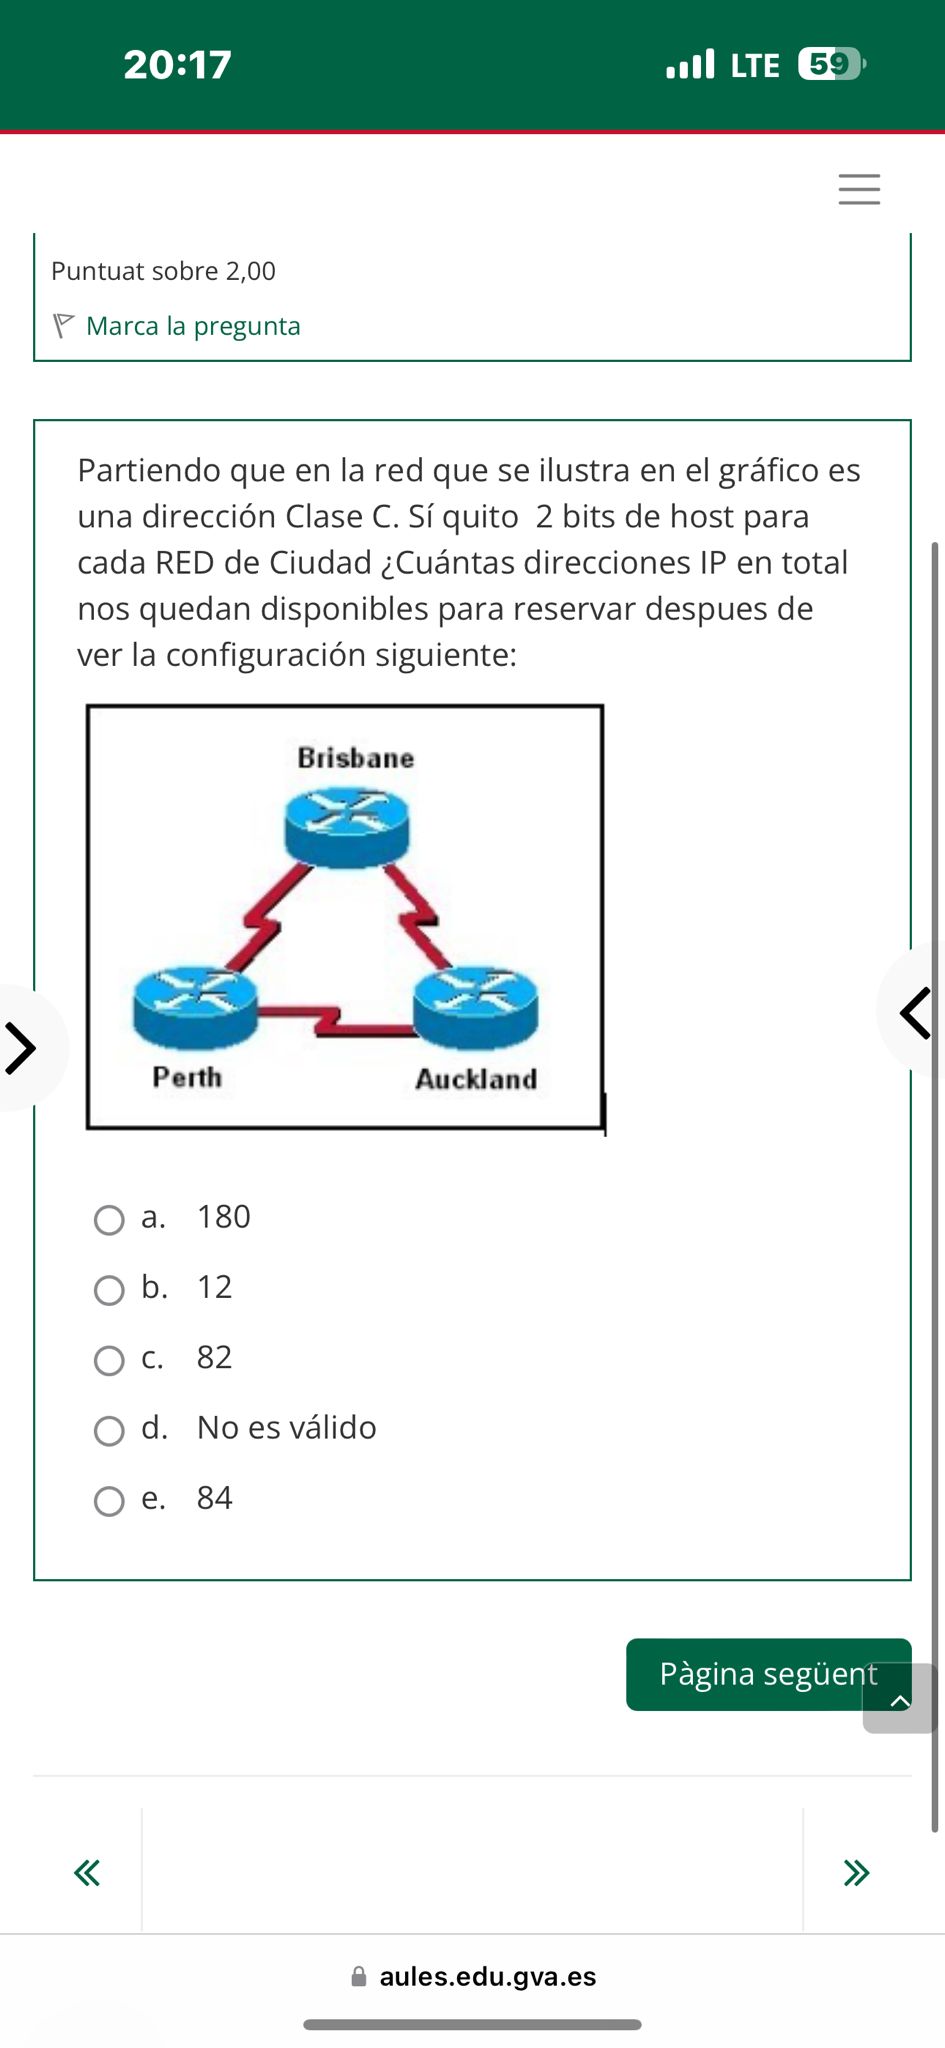 20:17
LTE 59
Puntuat sobre 2,00
Marca la pregunta
Partiendo que en la red que se ilustra en el gráfico es
una dirección Clase C. Sí quito  2 bits de host para
cada RED de Ciudad ¿Cuántas direcciones IP en total
nos quedan disponibles para reservar despues de
ver la configuración siguiente:
Brisbane
Perth
Auckland
a. 180
b. 12
c. 82
d. No es válido
e. 84
Pàgina següent
aules.edu.gva.es